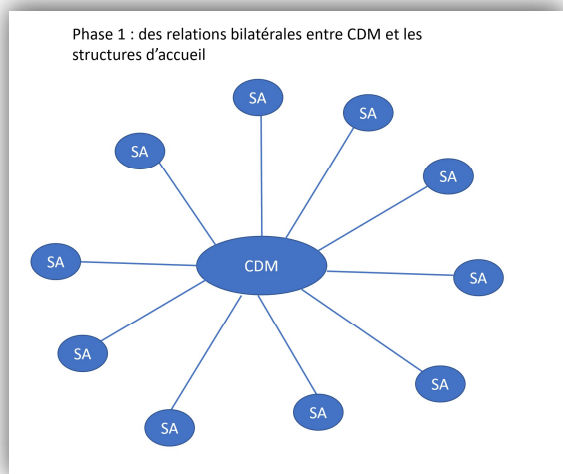 Phase 1 : des relations bilatérales entre CDM et les
structures d’accueil
SA
SA
SA
SA
SA
CDM
SA
SA
SA
SA
SA